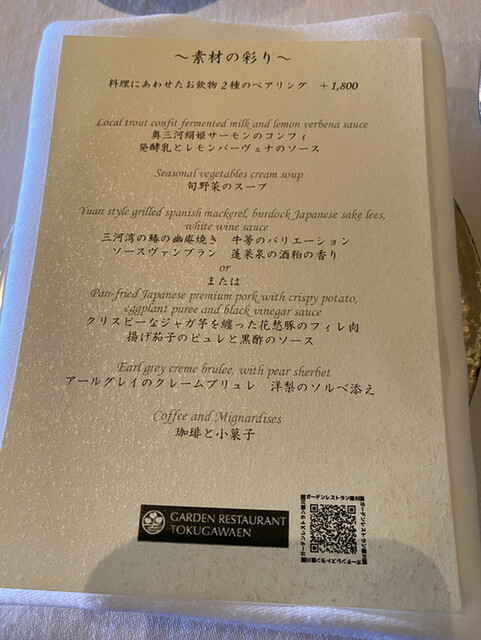 ～素材の彩り～
料理にあわせたお飲物2種のペアリング ＋1,800
Local trout confit fermented milk and lemon verbena sauce
奥三河絹姫サーモンのコンフィ
発酵乳とレモンバーヴェナのソース
Seasonal vegetables cream soup
旬野菜のスープ
Yuan style grilled spanish mackerel, burdock Japanese sake lees,
white wine sauce
三河湾の鰆の幽庵焼き 牛蒡のバリエーション
ソースヴァンブラン 蓬莱泉の酒粕の香り
or
または
Pan-fried Japanese premium pork with crispy potato,
eggplant puree and black vinegar sauce
クリスピーなジャガ芋を纏った花愁豚のフィレ肉
揚げ茄子のピュレと黒酢のソース
Earl grey creme brulee, with pear sherbet
アールグレイのクレームブリュレ 洋梨のソルベ添え
Coffee and Mignardises
珈琲と小菓子
GARDEN RESTAURANT
TOKUGAWAEN